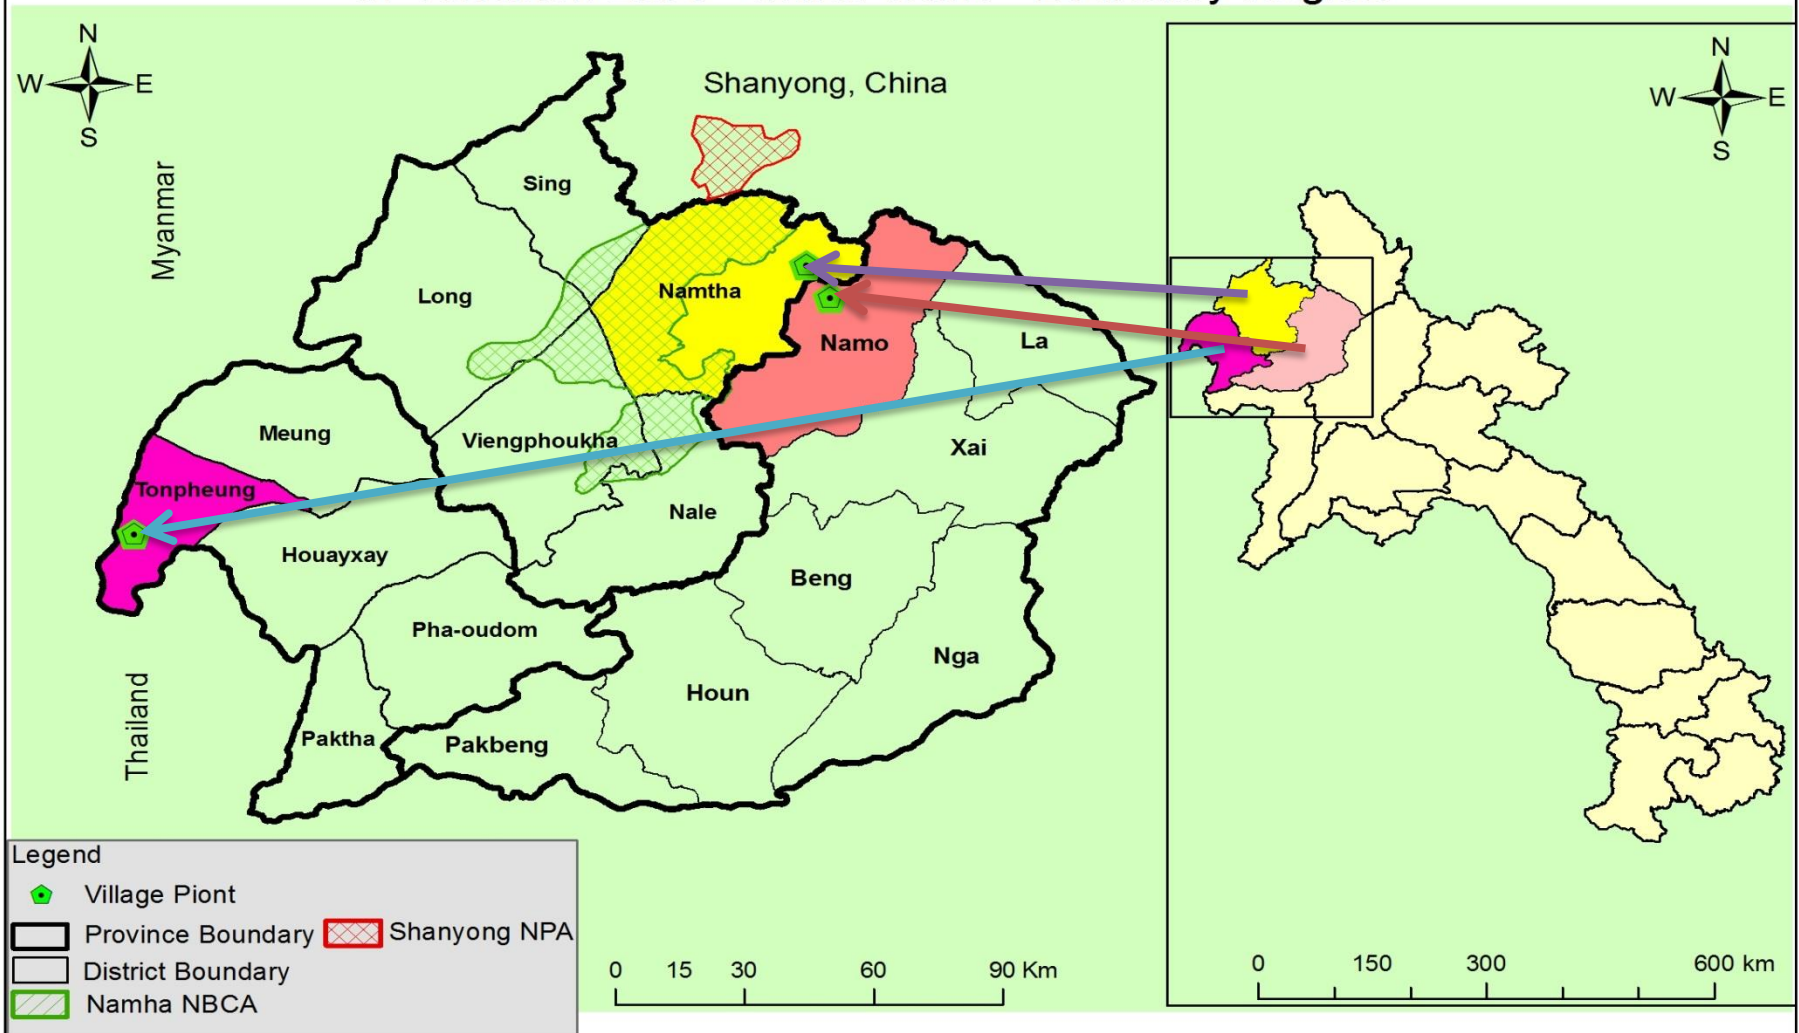 N
W E
S
Shanyong, China
N
W E
S
Myanmar
Sing
Long
Namtha
Namo
La
Meung
Viengphoukha
Xai
Tonpheung
Nale
Houayxay
Beng
Pha-oudom
Nga
Houn
Thailand
Paktha
Pakbeng
Legend
Village Piont
Province Boundary
Shanyong NPA
District Boundary
Namha NBCA
0 15 30 60 90 Km
0 150 300 600 km